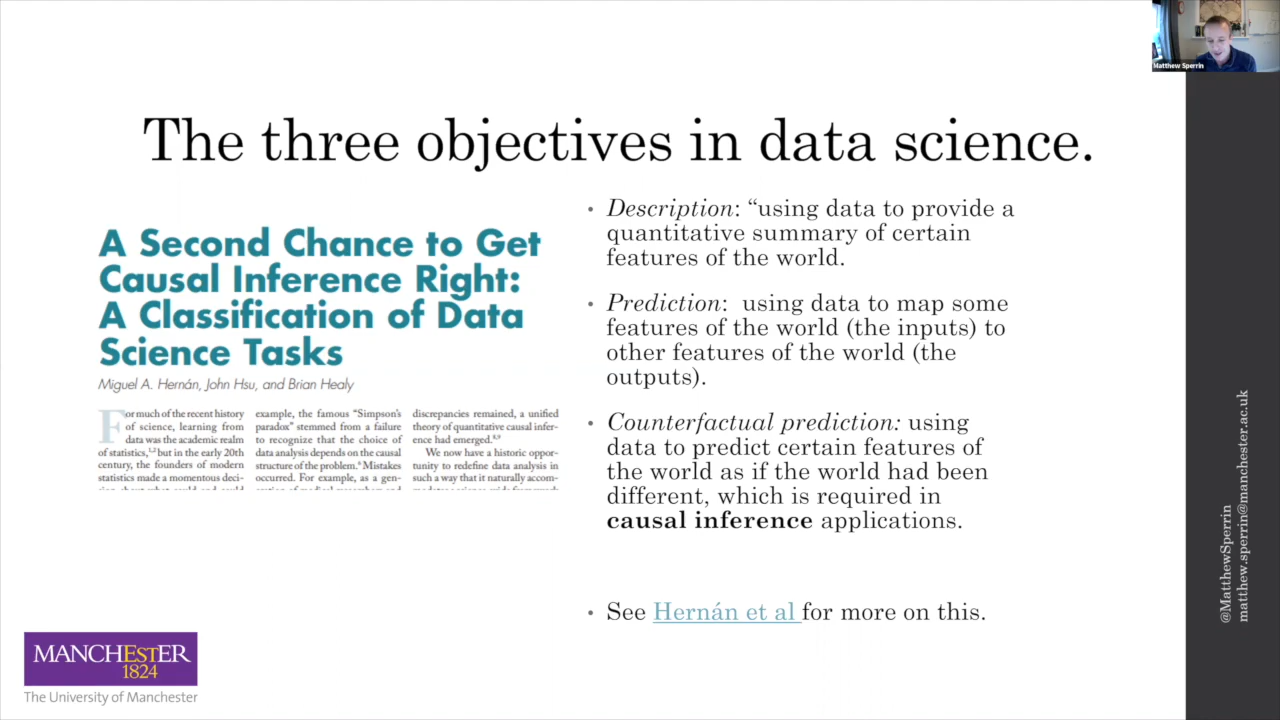 Matthew Sperrin
The three objectives in data science.
A Second Chance to Get
Causal Inference Right:
A Classification of Data
Science Tasks
Miguel A. Hernán, John Hsu, and Brian Healy
For much of the recent history
of science, learning from
data was the academic realm
of statistics,1,2 but in the early 20th
century, the founders of modern
statistics made a momentous deci-
example, the famous “Simpson's
paradox” stemmed from a failure
to recognize that the choice of
data analysis depends on the causal
structure of the problem.6 Mistakes
occurred. For example, as a gen-
discrepancies remained, a unified
theory of quantitative causal infer-
ence had emerged.8,9
We now have a historic oppor-
tunity to redefine data analysis in
such a way that it naturally accom-
• Description: “using data to provide a
quantitative summary of certain
features of the world.
• Prediction: using data to map some
features of the world (the inputs) to
other features of the world (the
outputs).
• Counterfactual prediction: using
data to predict certain features of
the world as if the world had been
different, which is required in
causal inference applications.
• See Hernán et al for more on this.
@MatthewSperrin
matthew.sperrin@manchester.ac.uk
MANCHESTER
1824
The University of Manchester